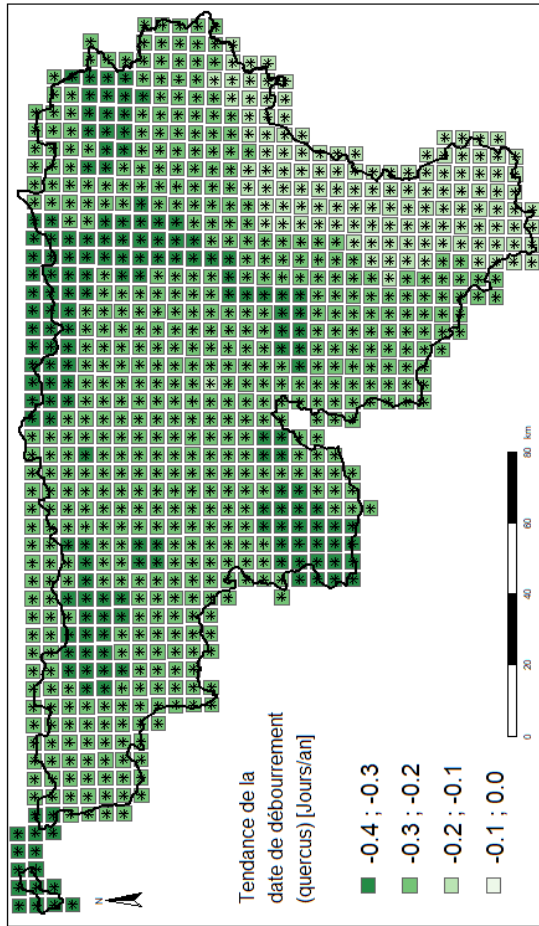 N
Tendance de la
date de débourrement
(quercus) [Jours/an]
-0.4 ; -0.3
-0.3 ; -0.2
-0.2 ; -0.1
-0.1 ; 0.0
0 20 40 60 80
km